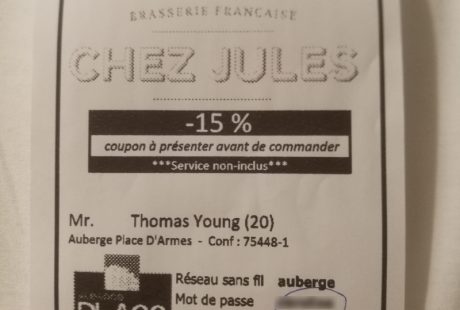 BRASSERIE FRANÇAISE
CHEZ JULES
-15 %
coupon à présenter avant de commander
***Service non-inclus***
Mr. Thomas Young (20)
Auberge Place D'Armes - Conf : 75448-1
Réseau sans fil auberge
Mot de passe